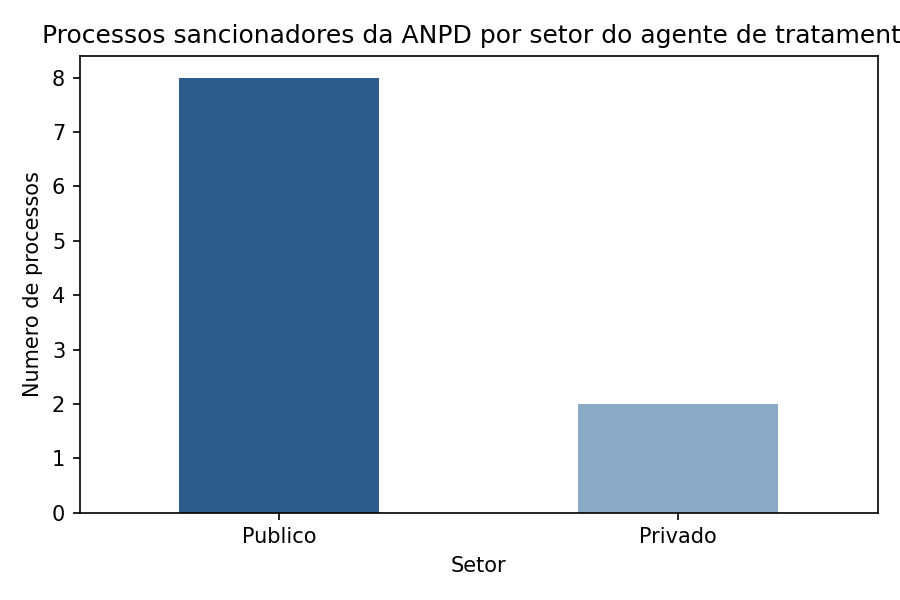 Processos sancionadores da ANPD por setor do agente de tratament
Numero de processos
8
7
6
5
4
3
2
1
0
Publico
Privado
Setor